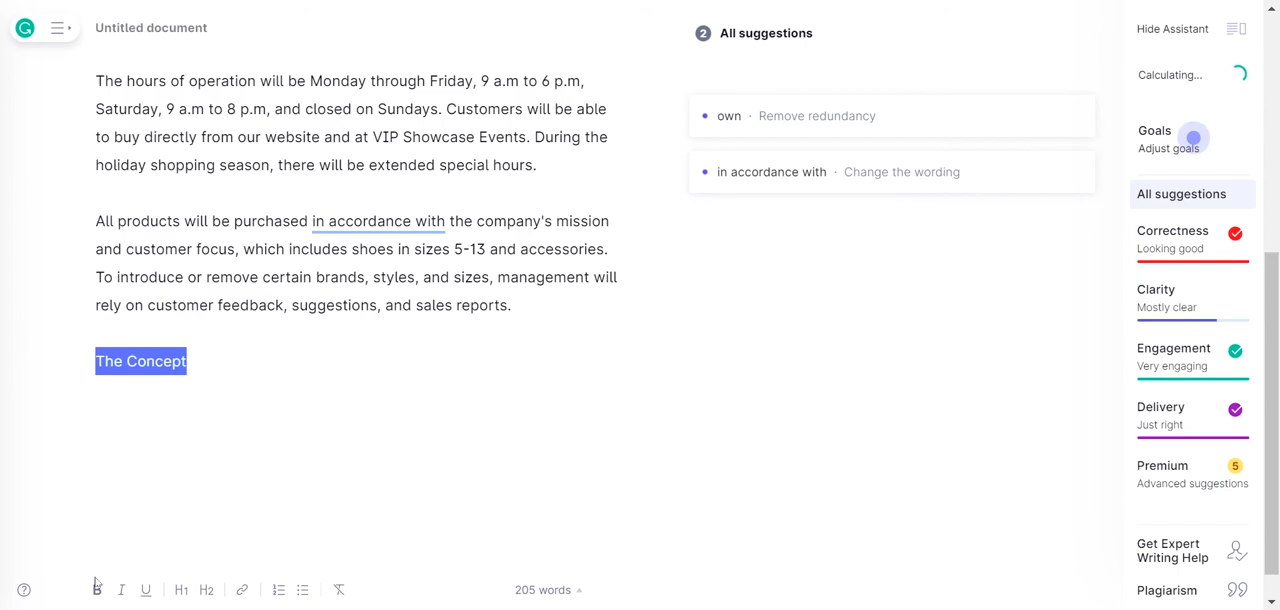 Untitled document
The hours of operation will be Monday through Friday, 9 a.m to 6 p.m,
Saturday, 9 a.m to 8 p.m, and closed on Sundays. Customers will be able
to buy directly from our website and at VIP Showcase Events. During the
holiday shopping season, there will be extended special hours.
All products will be purchased in accordance with the company's mission
and customer focus, which includes shoes in sizes 5-13 and accessories.
To introduce or remove certain brands, styles, and sizes, management will
rely on customer feedback, suggestions, and sales reports.
The Concept
B I U H1 H2
205 words
2 All suggestions
own · Remove redundancy
in accordance with · Change the wording
Hide Assistant
Calculating...
Goals
Adjust goals
All suggestions
Correctness
Looking good
Clarity
Mostly clear
Engagement
Very engaging
Delivery
Just right
Premium 5
Advanced suggestions
Get Expert
Writing Help
Plagiarism